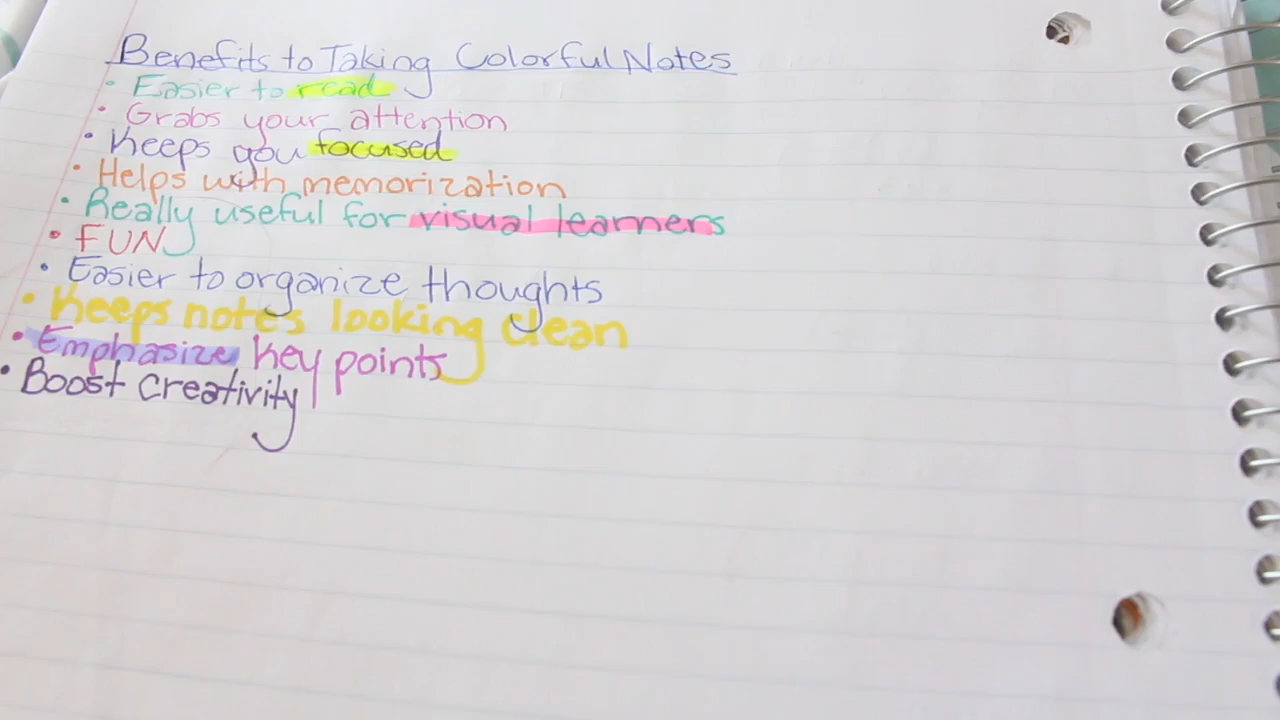 Benefits to Taking Colorful Notes
• Easier to read
• Grabs your attention
• Keeps you focused
• Helps with memorization
• Really useful for visual learners
• FUN
• Easier to organize thoughts
• Keeps notes looking clean
• Emphasize key points
• Boost Creativity